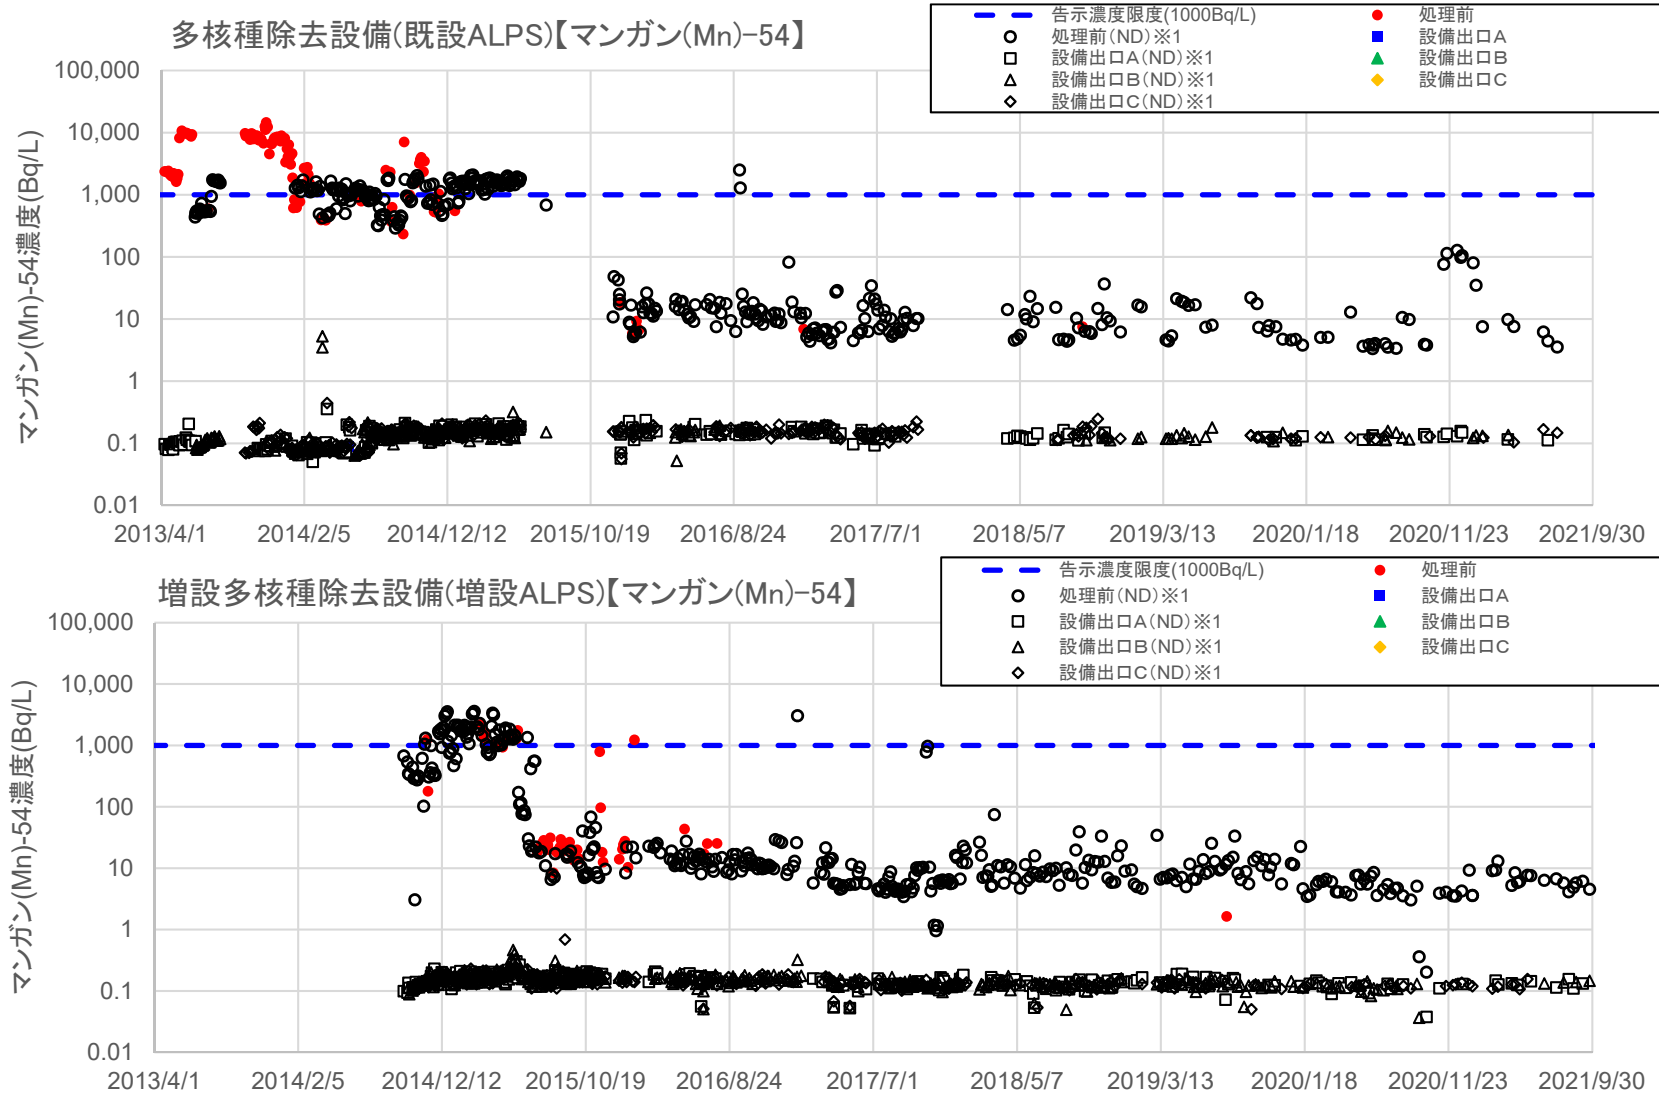 多核種除去設備(既設ALPS)【マンガン(Mn)-54】
告示濃度限度(1000Bq/L)
処理前
処理前(ND)※1
設備出口A
設備出口A(ND)※1
設備出口B
設備出口B(ND)※1
設備出口C
設備出口C(ND)※1
マンガン(Mn)-54濃度(Bq/L)
100,000
10,000
1,000
100
10
1
0.1
0.01
2013/4/1 2014/2/5 2014/12/12 2015/10/19 2016/8/24 2017/7/1 2018/5/7 2019/3/13 2020/1/18 2020/11/23 2021/9/30
増設多核種除去設備(増設ALPS)【マンガン(Mn)-54】
告示濃度限度(1000Bq/L)
処理前
処理前(ND)※1
設備出口A
設備出口A(ND)※1
設備出口B
設備出口B(ND)※1
設備出口C
設備出口C(ND)※1
マンガン(Mn)-54濃度(Bq/L)
100,000
10,000
1,000
100
10
1
0.1
0.01
2013/4/1 2014/2/5 2014/12/12 2015/10/19 2016/8/24 2017/7/1 2018/5/7 2019/3/13 2020/1/18 2020/11/23 2021/9/30